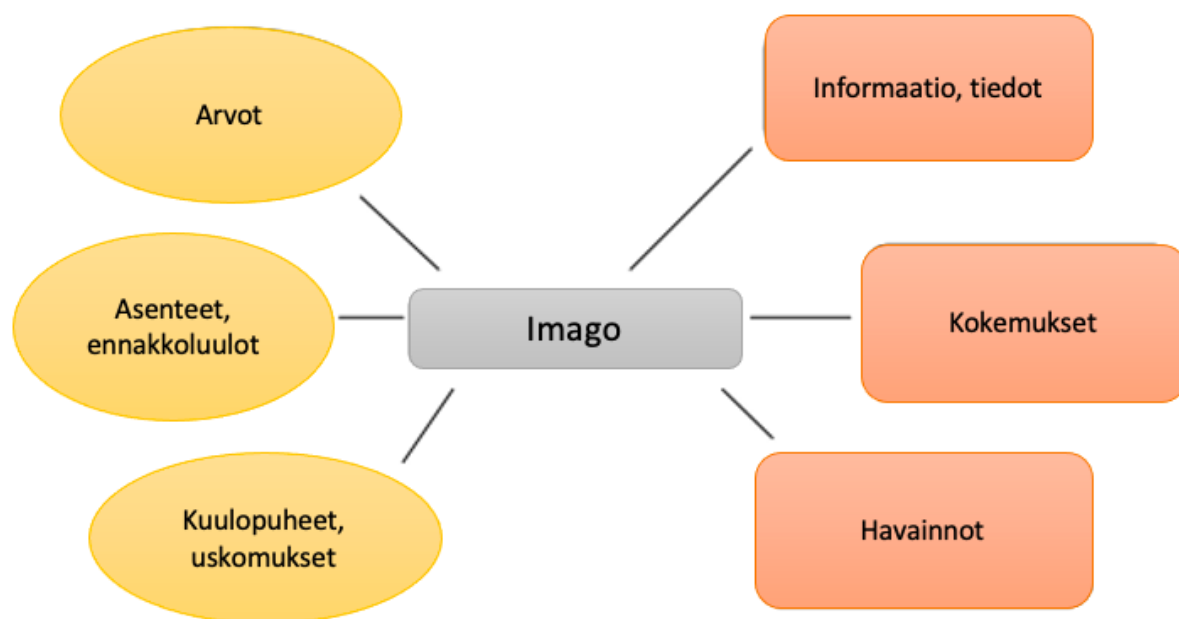 Arvot
Informaatio, tiedot
Asenteet,
ennakkoluulot
Imago
Kokemukset
Kuulopuheet,
uskomukset
Havainnot